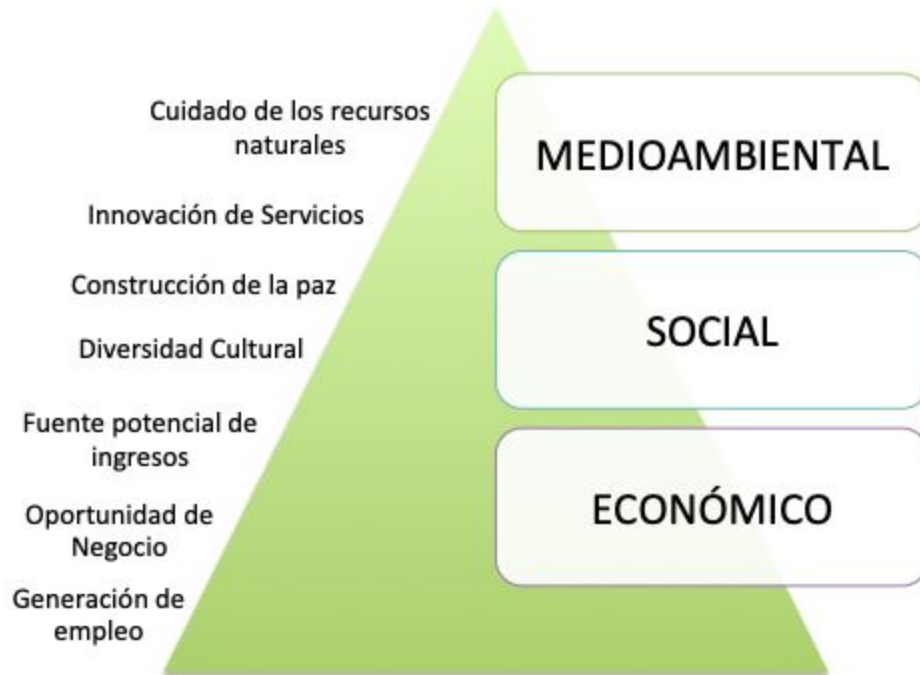 Cuidado de los recursos
naturales
MEDIOAMBIENTAL
Innovación de Servicios
Construcción de la paz
SOCIAL
Diversidad Cultural
Fuente potencial de
ingresos
ECONÓMICO
Oportunidad de
Negocio
Generación de
empleo